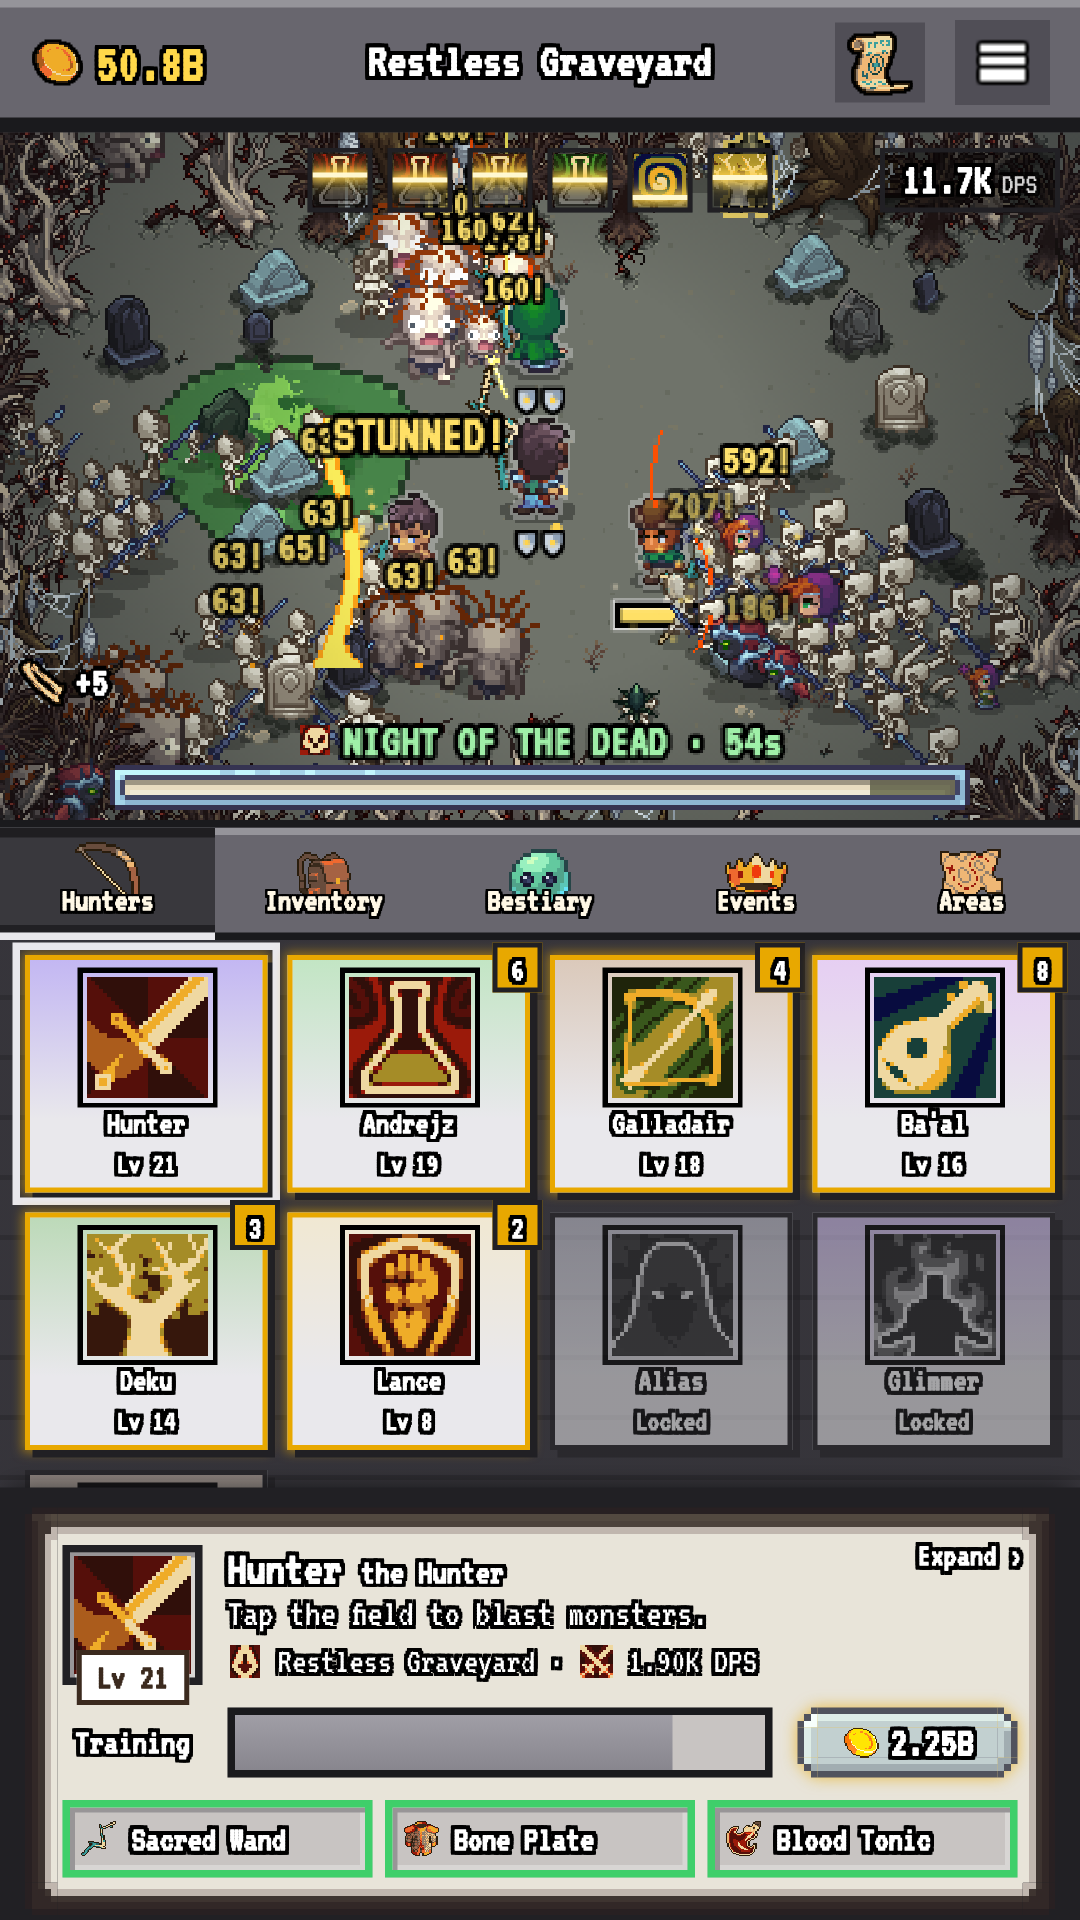 50.8B
Restless Graveyard
11.7K DPS
160!
62!
160!
STUNNED!
592!
63!
207!
63! 65!
63!
63!
63!
186!
+5
NIGHT OF THE DEAD · 54s
Hunters
Inventory
Bestiary
Events
Areas
6
4
8
Hunter
Lv 21
Andrejz
Lv 19
Galladair
Lv 18
Ba'al
Lv 16
3
2
Deku
Lv 14
Lance
Lv 8
Alias
Locked
Glimmer
Locked
Hunter the Hunter
Expand ›
Tap the field to blast monsters.
Restless Graveyard · 1.90K DPS
Lv 21
Training
2.25B
Sacred Wand
Bone Plate
Blood Tonic